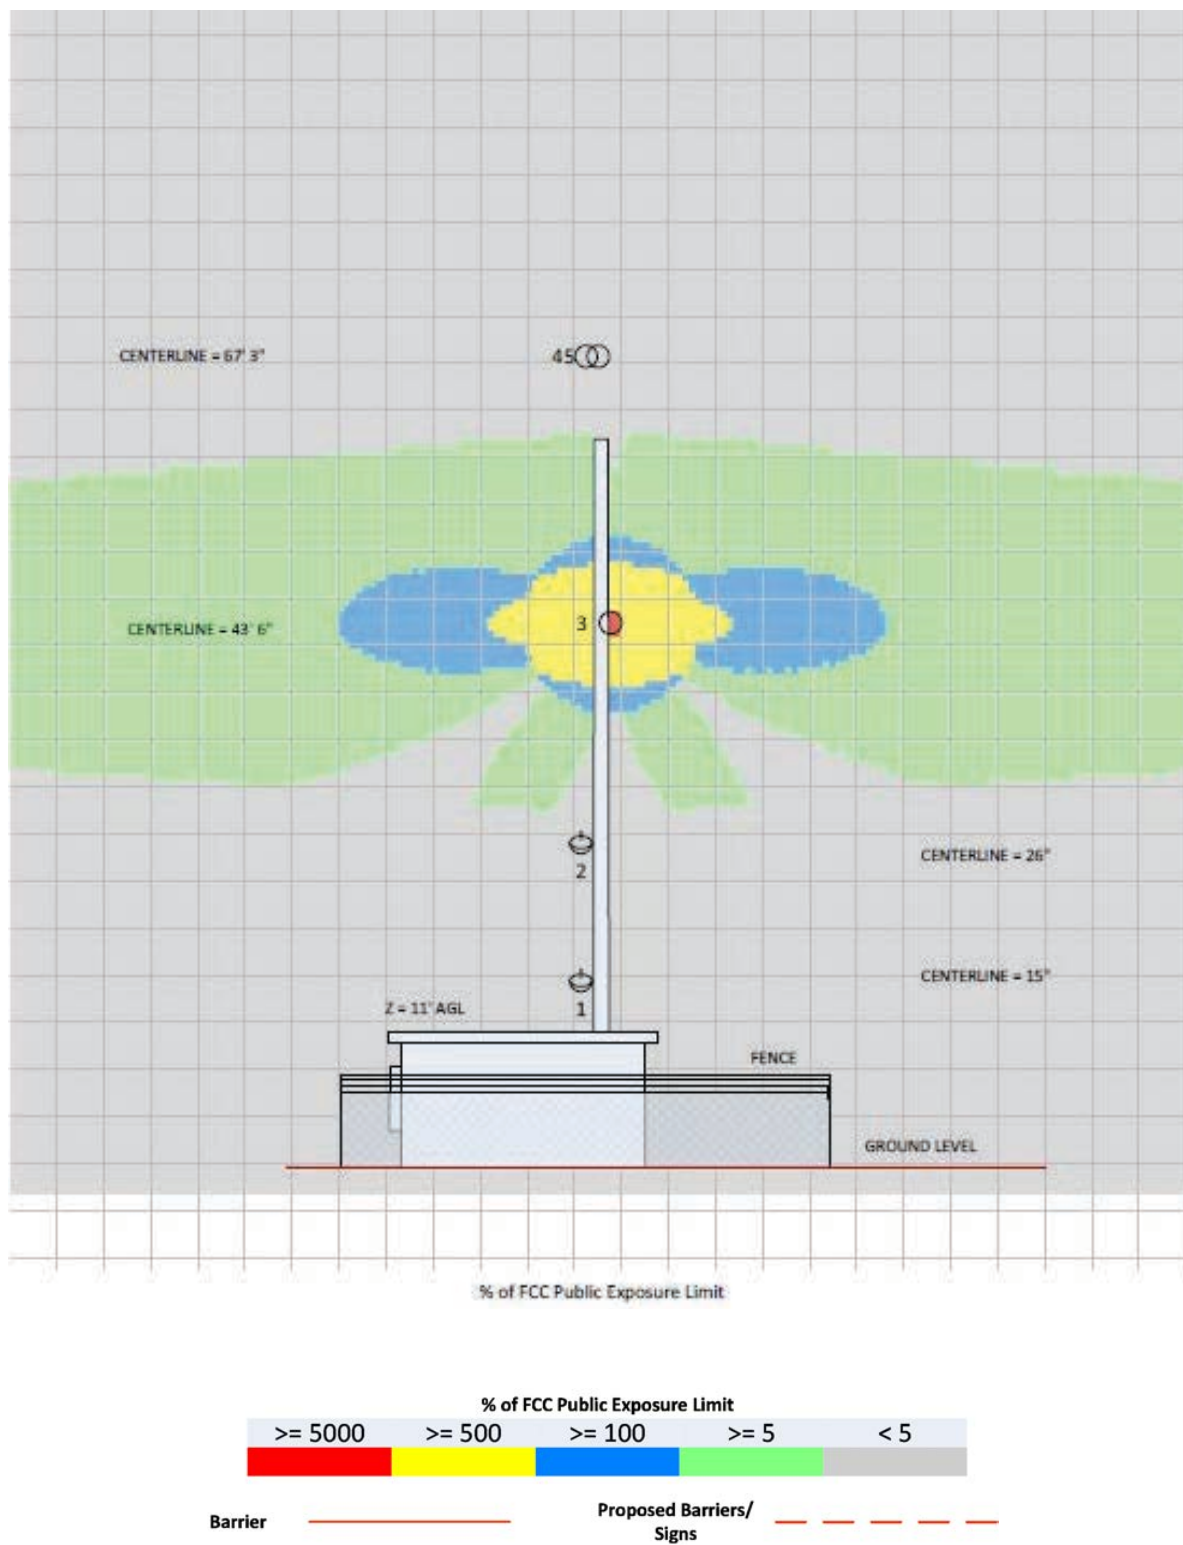 CENTERLINE = 67' 3"
45
CENTERLINE = 43' 6"
3
2
CENTERLINE = 26"
CENTERLINE = 15"
1
Z = 11' AGL
FENCE
GROUND LEVEL
% of FCC Public Exposure Limit
% of FCC Public Exposure Limit
>= 5000 >= 500 >= 100 >= 5 < 5
Barrier
Proposed Barriers/
Signs